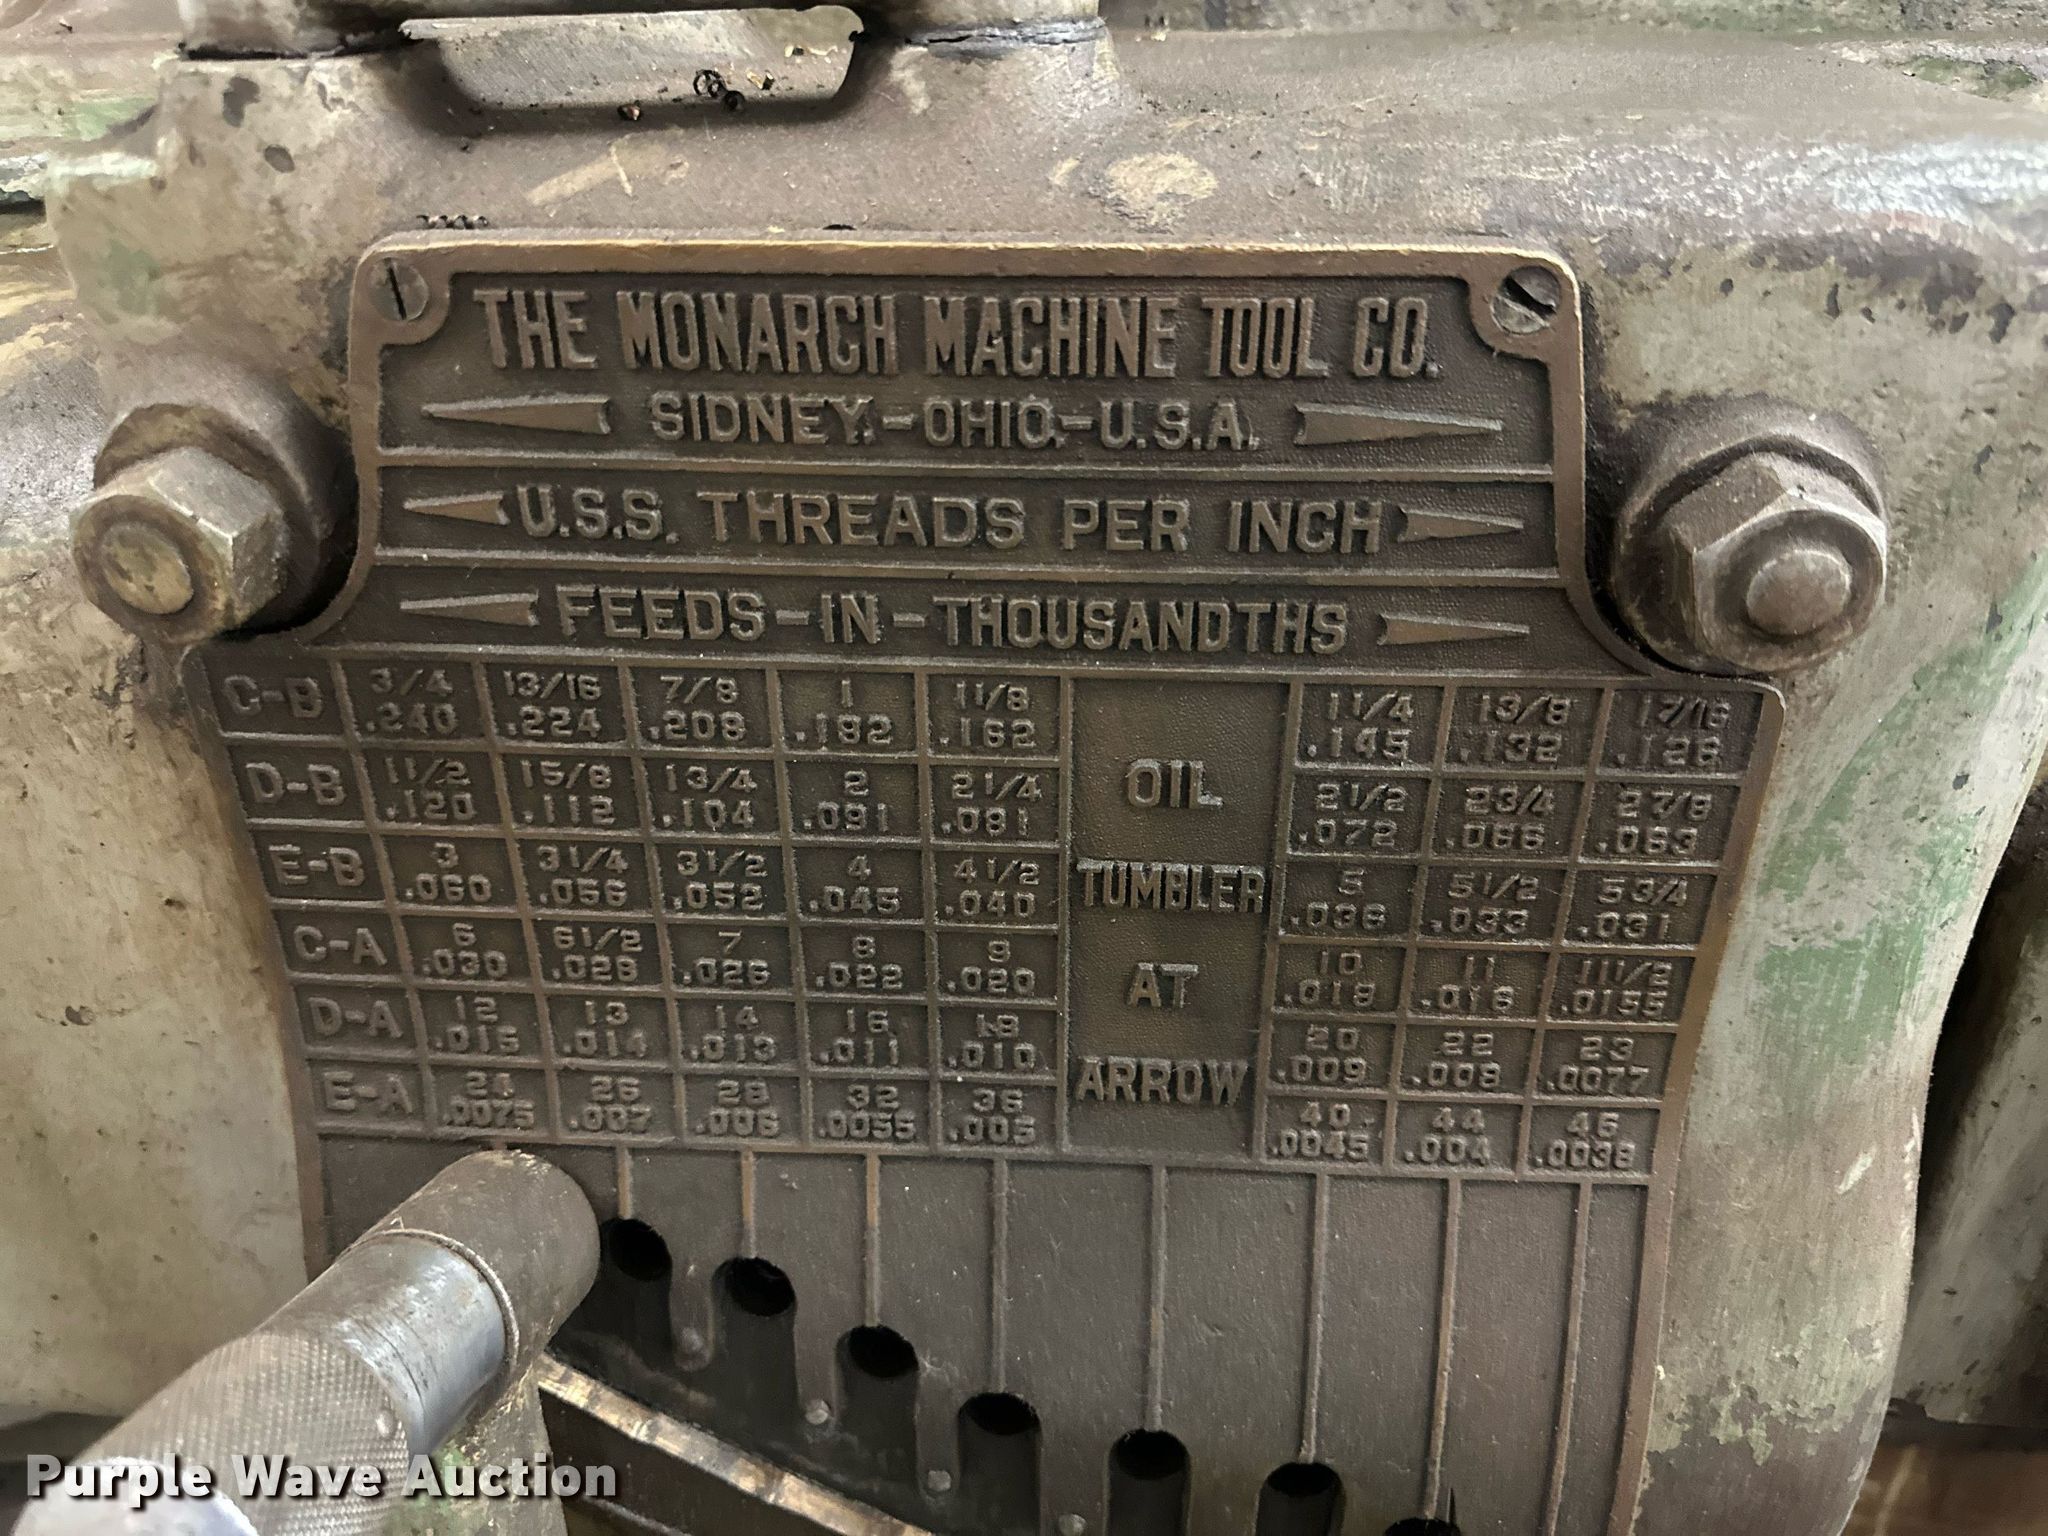 THE MONARCH MACHINE TOOL CO.
SIDNEY.-OHIO.-U.S.A.
U.S.S. THREADS PER INCH
FEEDS-IN-THOUSANDTHS
C-B 3/4 13/16 7/8 1 11/8 11/4 13/8 17/16
.240 .224 .208 .182 .162 .145 .132 .126
D-B 11/2 15/8 13/4 2 21/4 OIL 21/2 23/4 27/8
.120 .112 .104 .091 .081 .072 .066 .063
E-B 3 31/4 31/2 4 41/2 TUMBLER 5 51/2 53/4
.060 .056 .052 .045 .040 .036 .033 .031
C-A 6 61/2 7 8 9 AT 10 11 111/2
.030 .028 .026 .022 .020 .018 .016 .0155
D-A 12 13 14 16 18 20 22 23
.015 .014 .013 .011 .010 .009 .008 .0077
E-A 24 26 28 32 36 ARROW 40 44 46
.0075 .007 .006 .0055 .005 .0045 .004 .0038
Purple Wave Auction